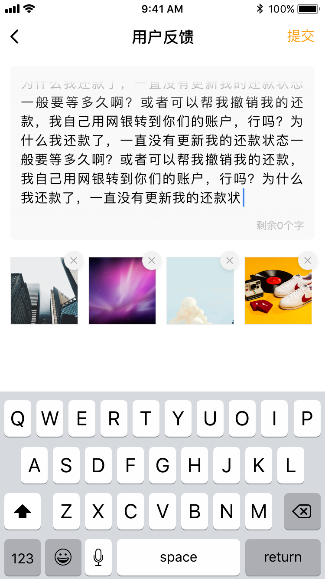 9:41 AM
100%
用户反馈
提交
为什么我还款了，一直没有更新我的还款状态
一般要等多久啊？或者可以帮我撤销我的还
款，我自己用网银转到你们的账户，行吗？为
什么我还款了，一直没有更新我的还款状态一
般要等多久啊？或者可以帮我撤销我的还款，
我自己用网银转到你们的账户，行吗？为什么
我还款了，一直没有更新我的还款状
剩余0个字
Q W E R T Y U O I P
A S D F G H J K L
Z X C V B N M
123 space return